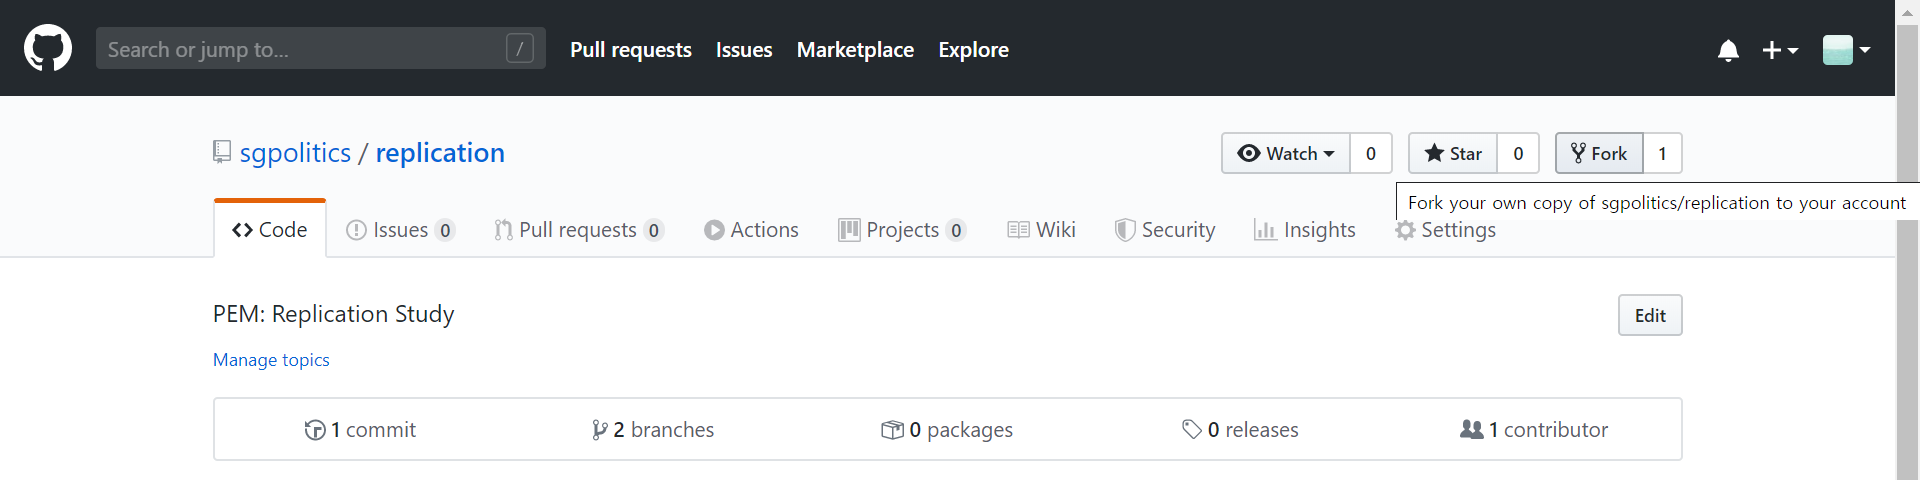 Search or jump to... / Pull requests Issues Marketplace Explore
sgpolitics / replication Watch 0 Star 0 Fork 1
Fork your own copy of sgpolitics/replication to your account
Code Issues 0 Pull requests 0 Actions Projects 0 Wiki Security Insights Settings
PEM: Replication Study Edit
Manage topics
1 commit 2 branches 0 packages 0 releases 1 contributor